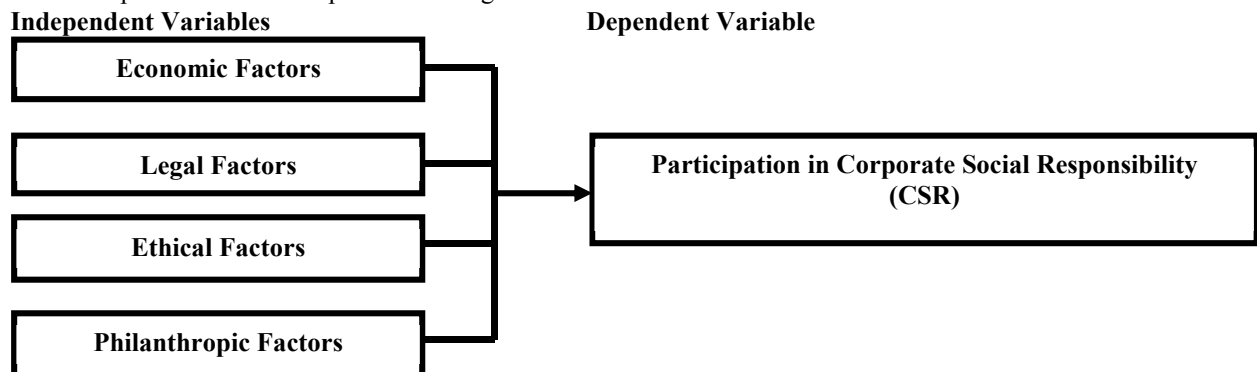 Independent Variables
Dependent Variable
Economic Factors
Legal Factors
Participation in Corporate Social Responsibility
(CSR)
Ethical Factors
Philanthropic Factors